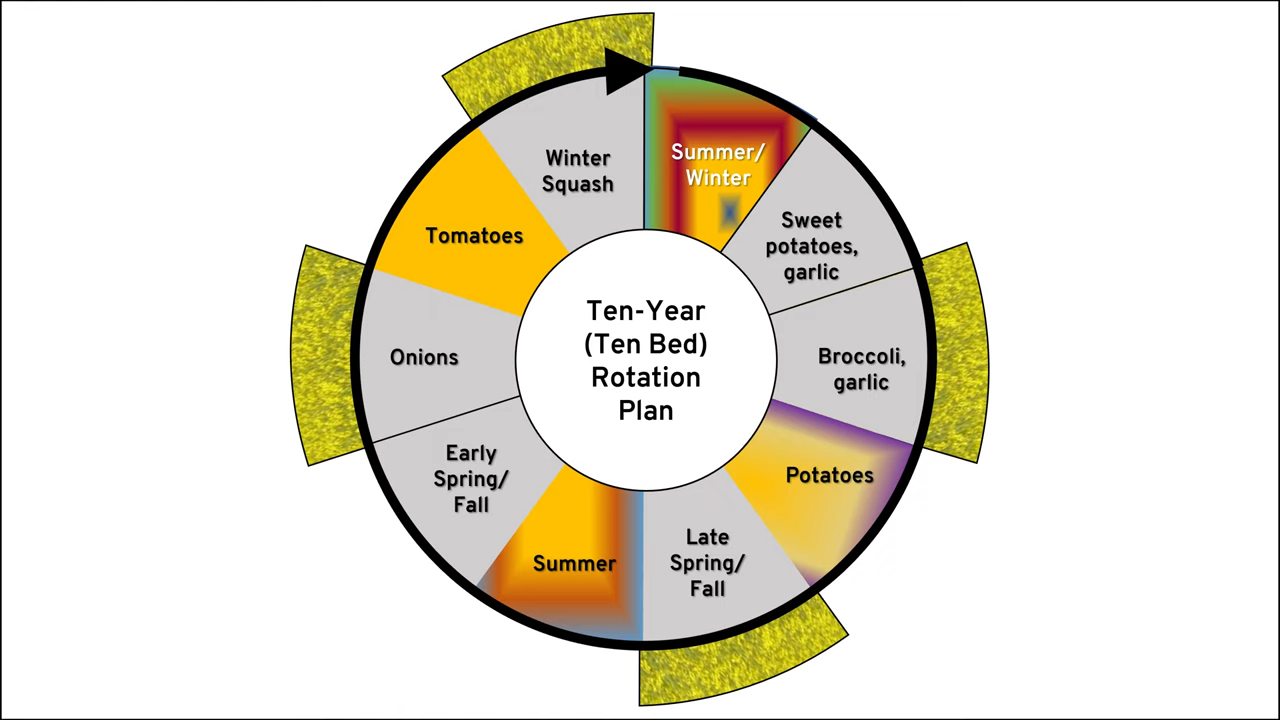 Ten-Year
(Ten Bed)
Rotation
Plan
Summer/
Winter
Sweet
potatoes,
garlic
Broccoli,
garlic
Potatoes
Late
Spring/
Fall
Summer
Early
Spring/
Fall
Onions
Tomatoes
Winter
Squash